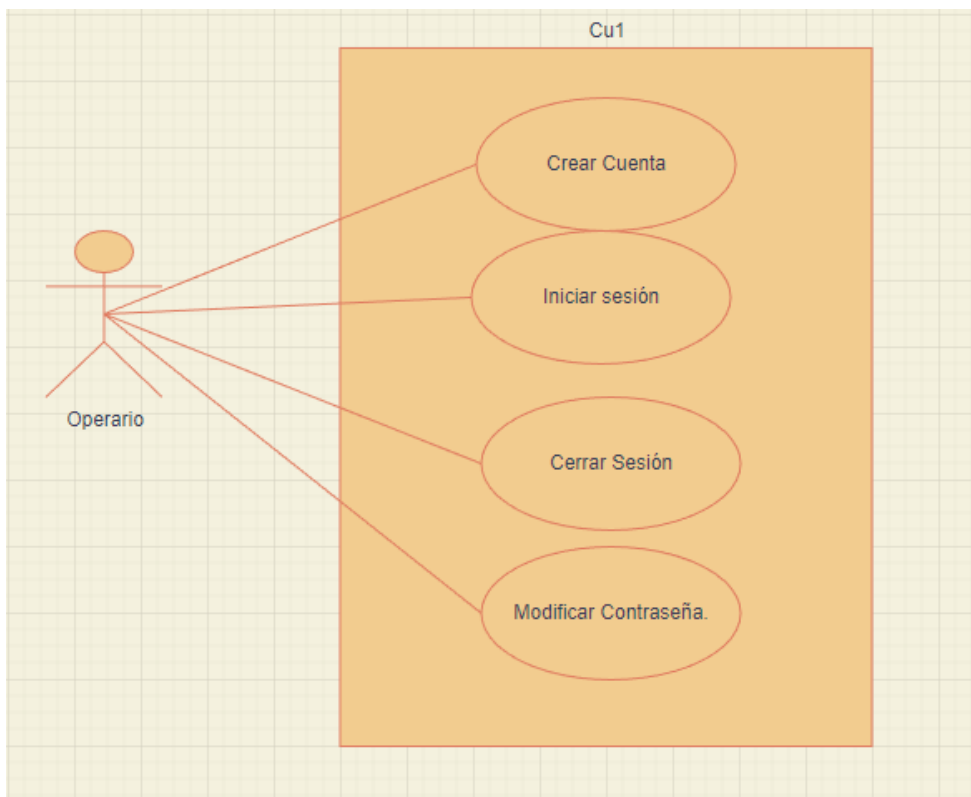 Cu1
Crear Cuenta
Iniciar sesión
Operario
Cerrar Sesión
Modificar Contraseña.